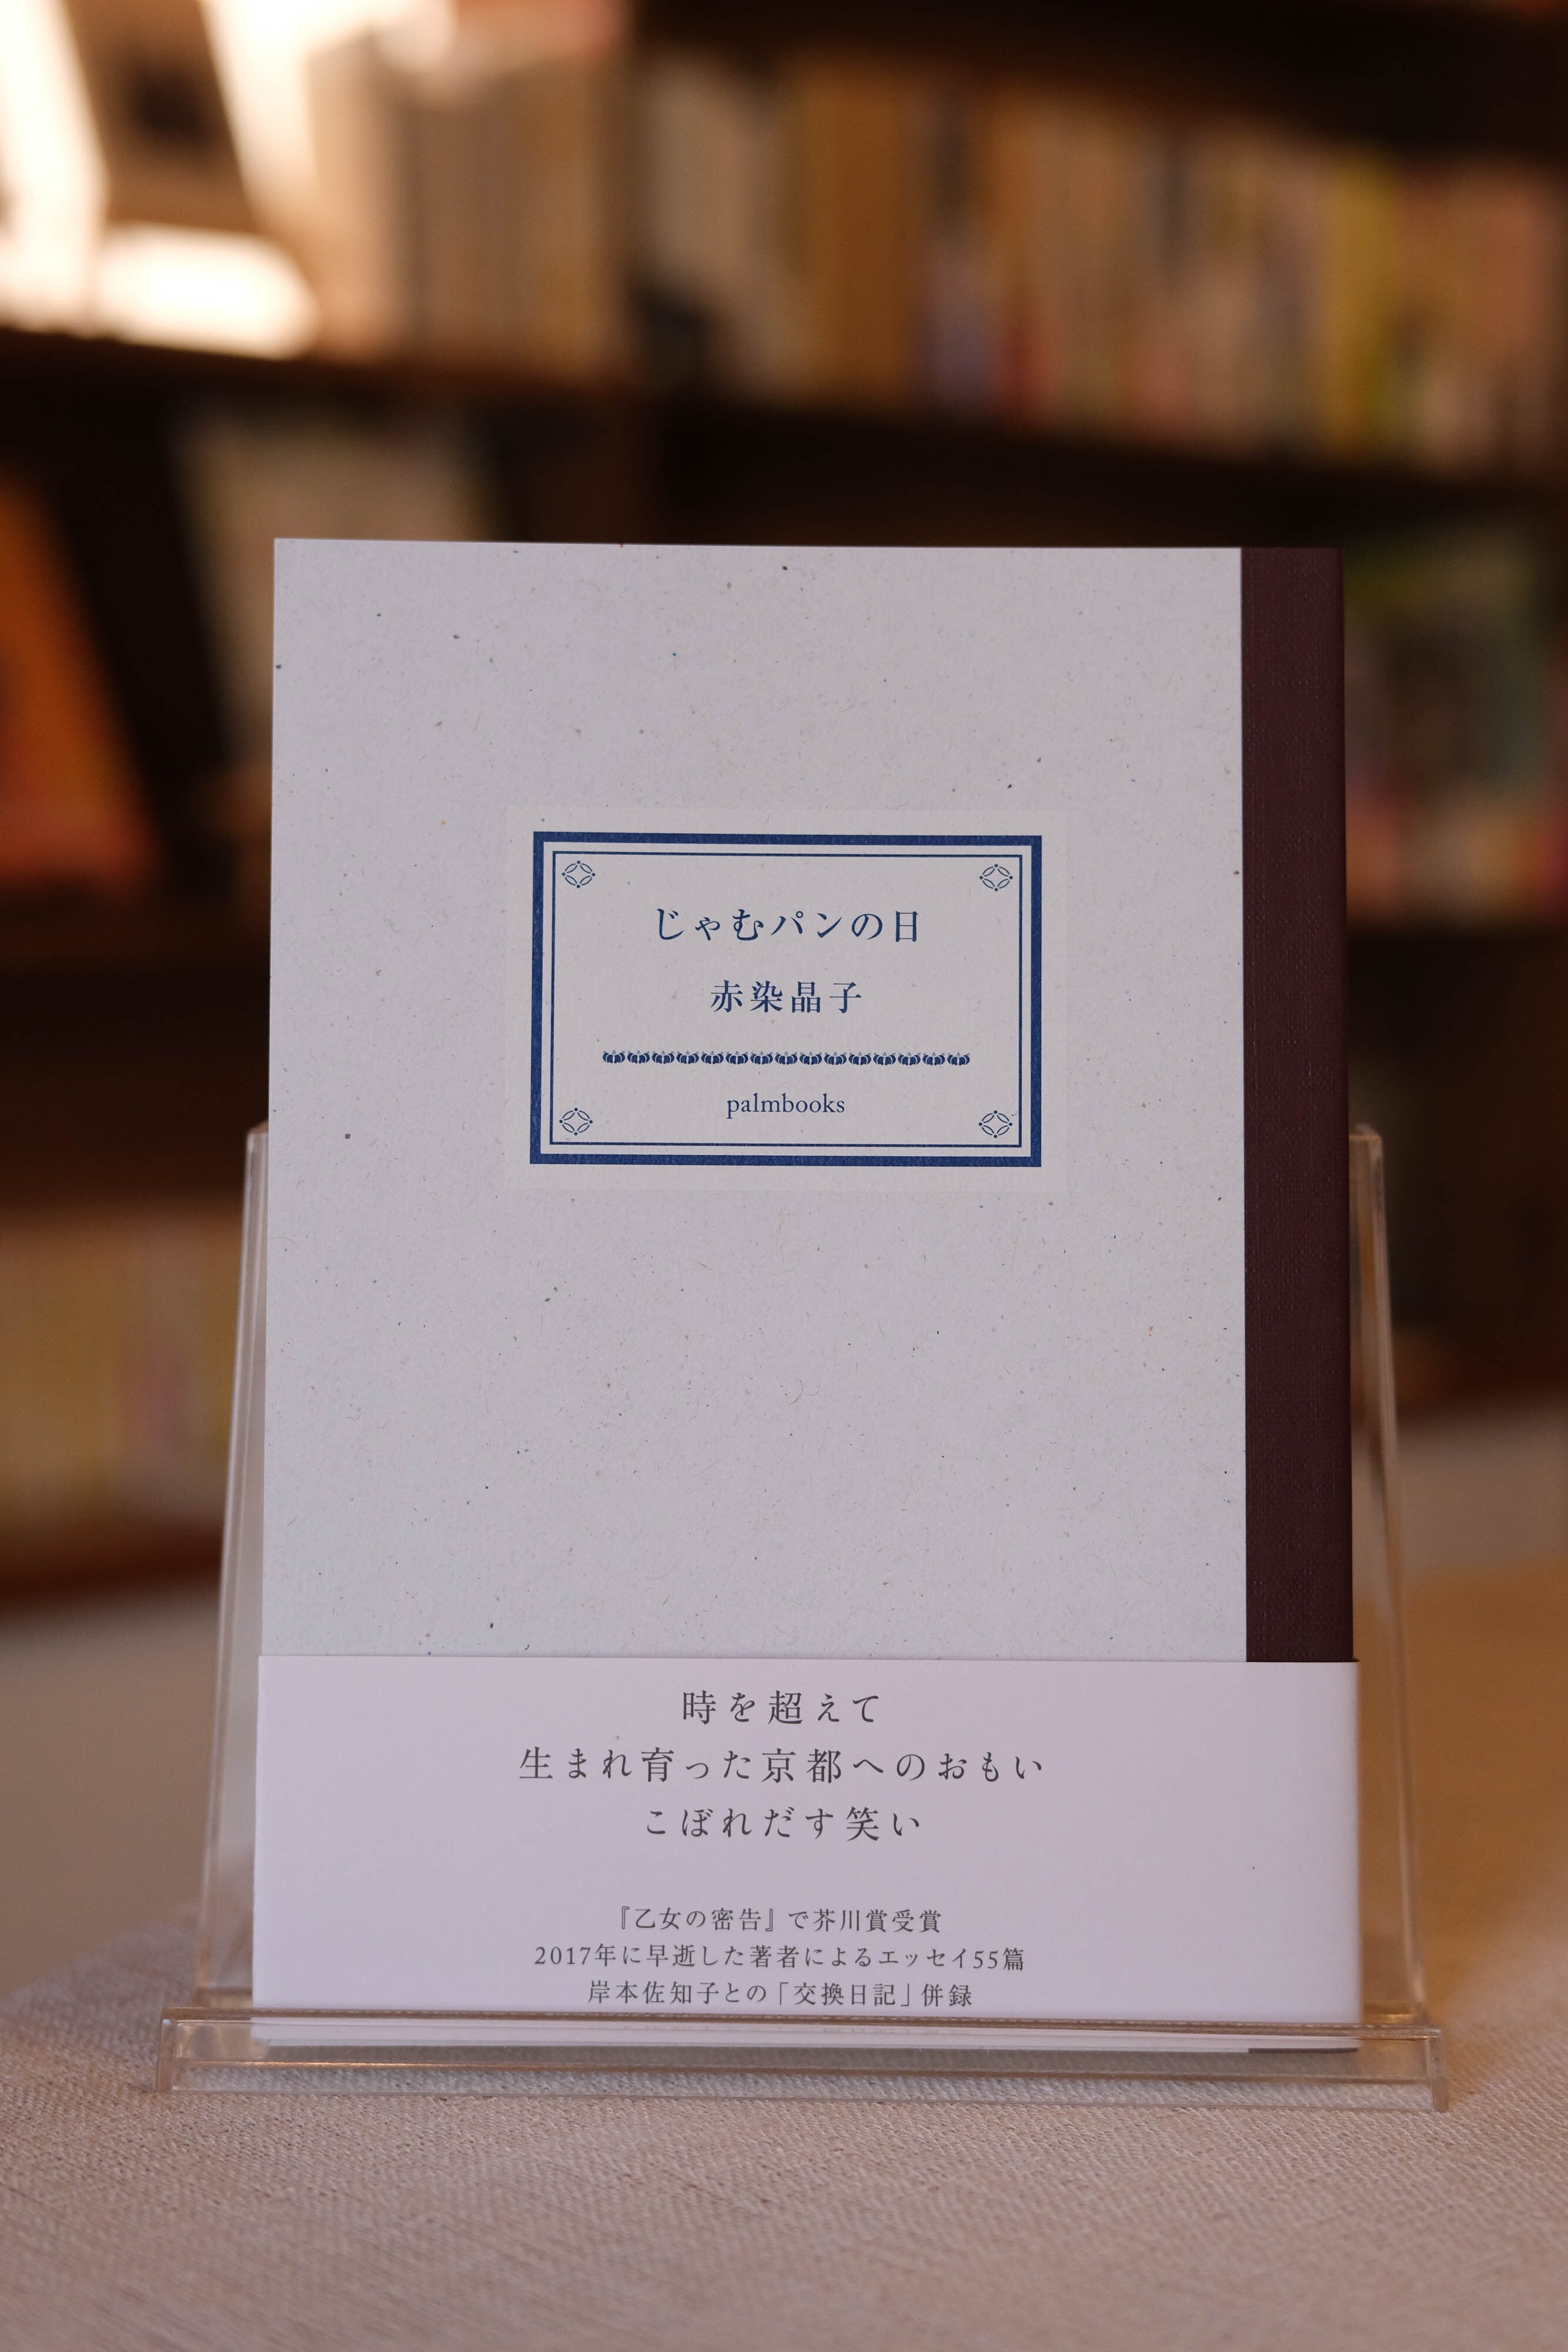 じゃむパンの日
赤染晶子
palmbooks
時を超えて
生まれ育った京都へのおもい
こぼれだす笑い
『乙女の密告』で芥川賞受賞
2017年に早逝した著者によるエッセイ55篇
岸本佐知子との「交換日記」併録